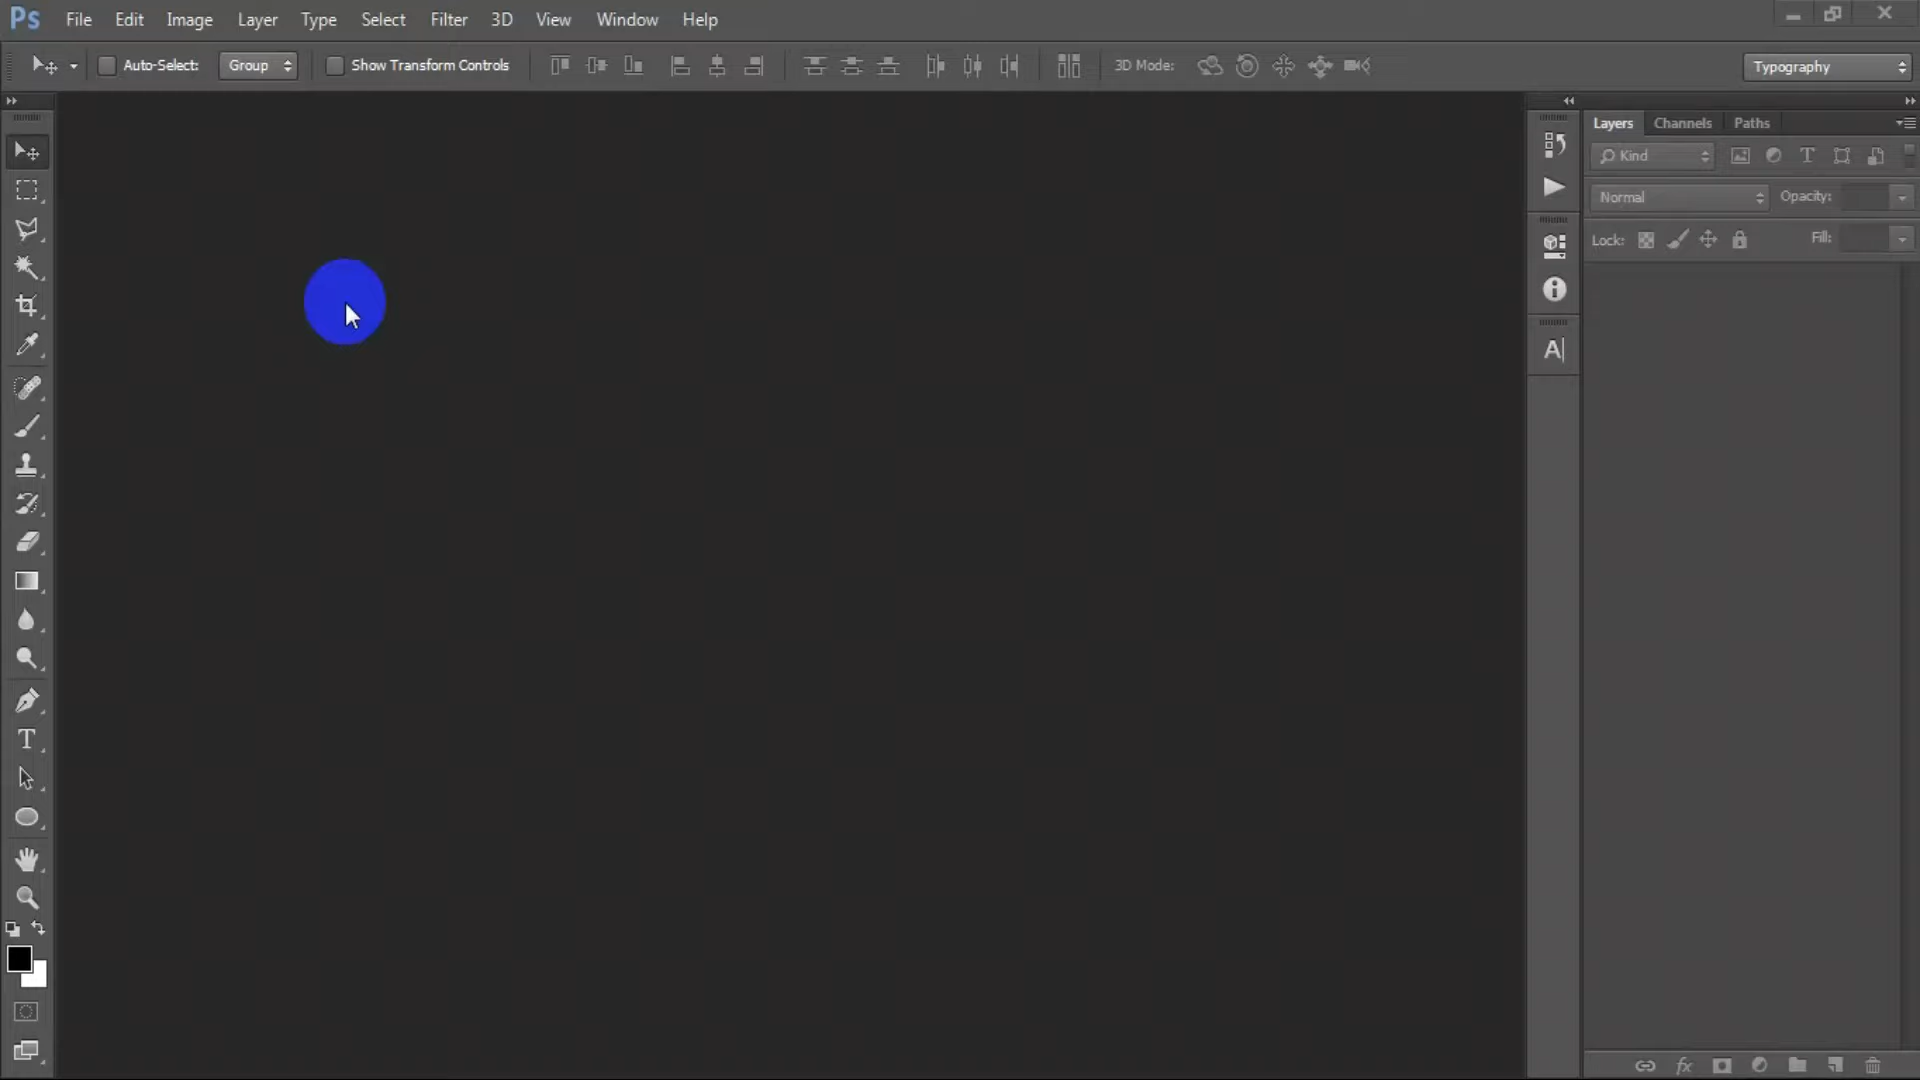 Ps File Edit Image Layer Type Select Filter 3D View Window Help
Auto-Select: Group Show Transform Controls 3D Mode: Typography
Layers Channels Paths
Kind T
Normal Opacity:
Lock: Fill:
A
T
fx